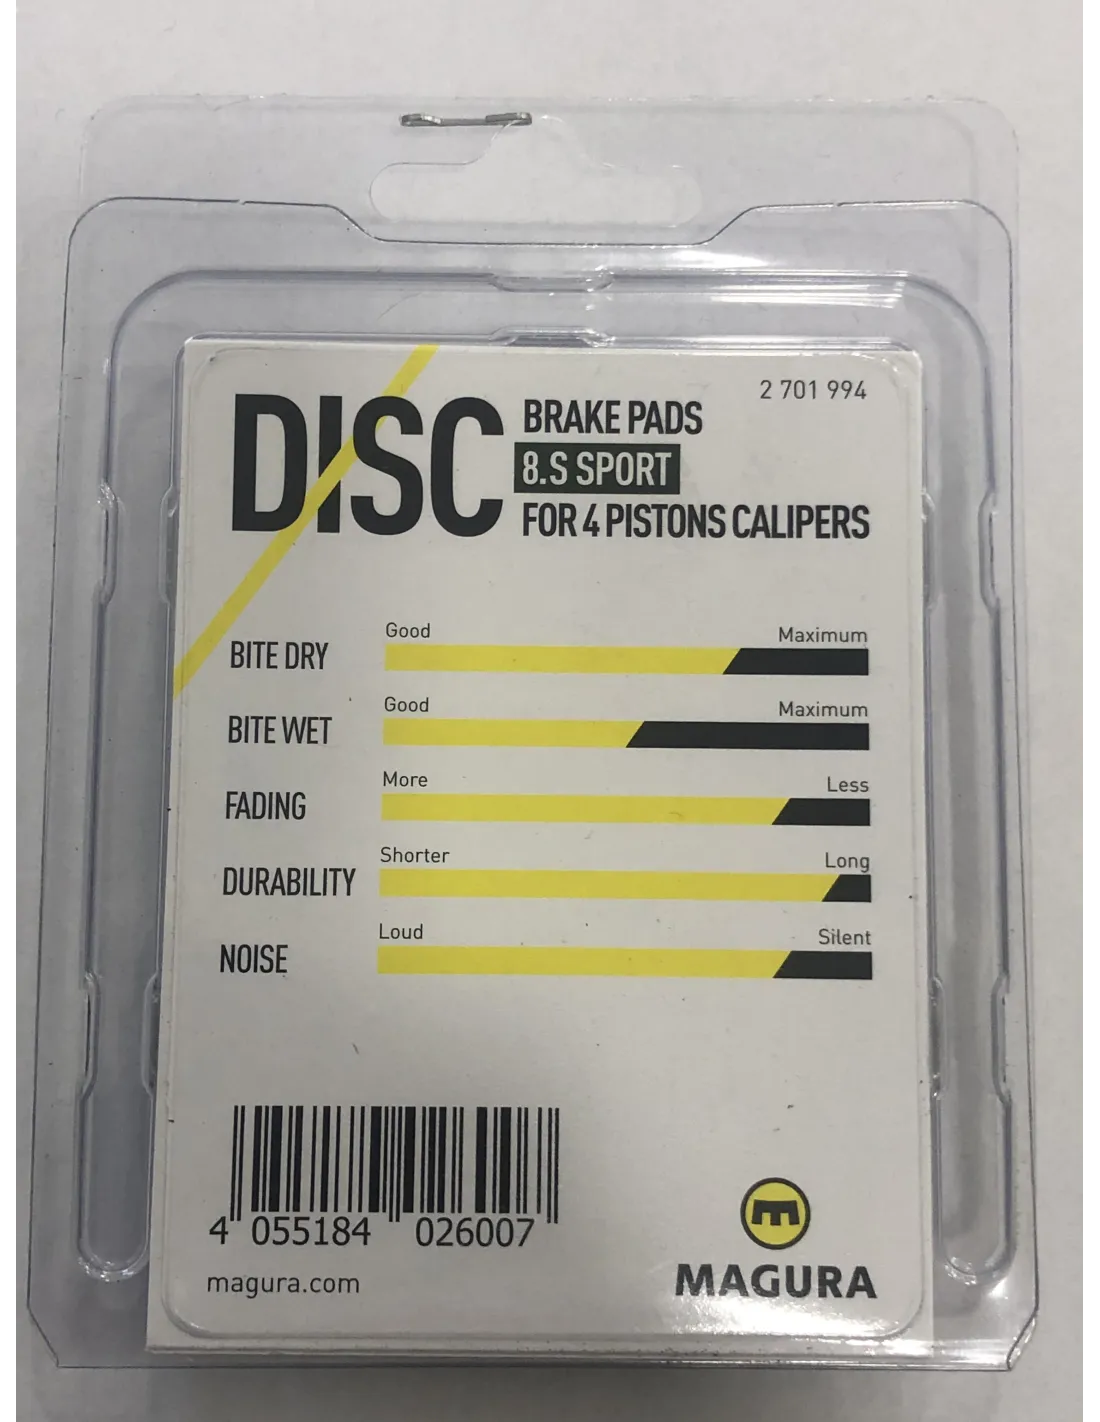 DISC
BRAKE PADS
2 701 994
8.S SPORT
FOR 4 PISTONS CALIPERS
BITE DRY
Good
Maximum
BITE WET
Good
Maximum
FADING
More
Less
DURABILITY
Shorter
Long
NOISE
Loud
Silent
4 055184 026007
magura.com
MAGURA